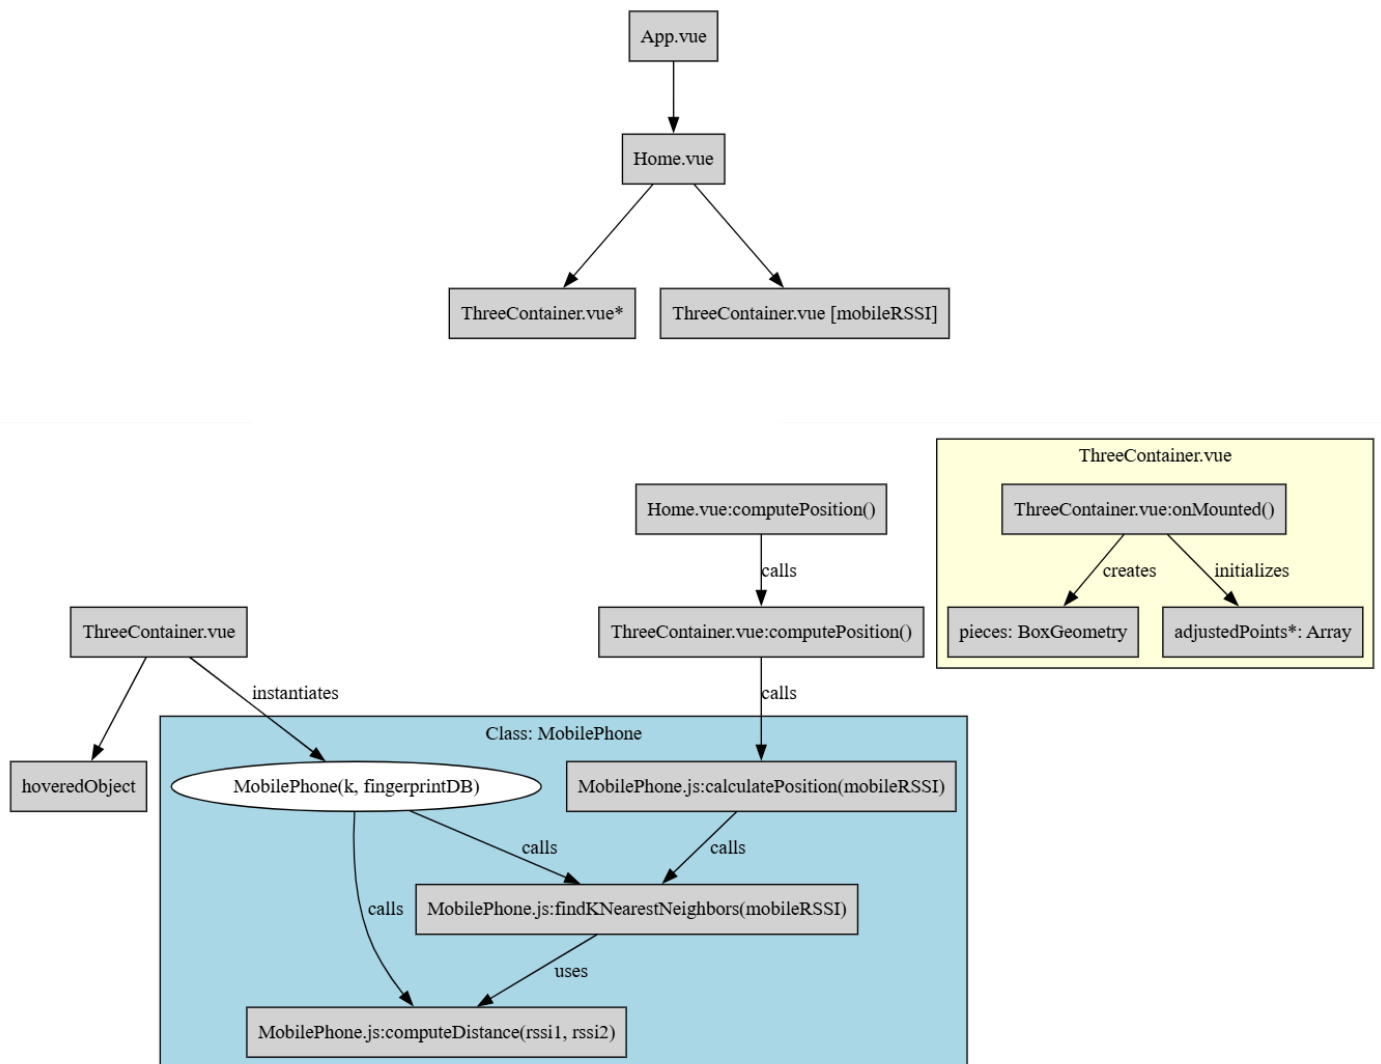 App.vue
Home.vue
ThreeContainer.vue*
ThreeContainer.vue [mobileRSSI]
ThreeContainer.vue
Home.vue:computePosition()
ThreeContainer.vue:onMounted()
calls
creates
initializes
ThreeContainer.vue
ThreeContainer.vue:computePosition()
pieces: BoxGeometry
adjustedPoints*: Array
instantiates
calls
Class: MobilePhone
hoveredObject
MobilePhone(k, fingerprintDB)
MobilePhone.js:calculatePosition(mobileRSSI)
calls
calls
calls
MobilePhone.js:findKNearestNeighbors(mobileRSSI)
uses
MobilePhone.js:computeDistance(rssi1, rssi2)